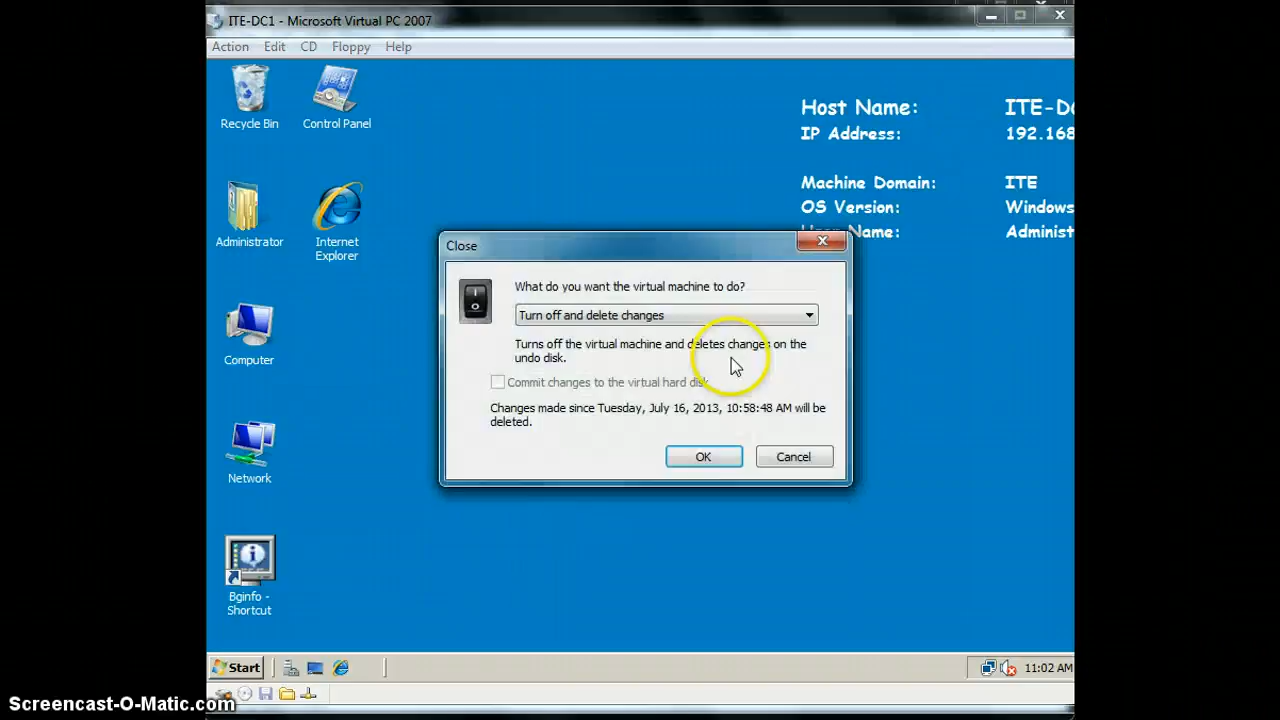 ITE-DC1 - Microsoft Virtual PC 2007
Action Edit CD Floppy Help
Recycle Bin
Control Panel
Host Name: ITE-DC
IP Address: 192.168
Machine Domain: ITE
OS Version: Windows
Name: Administ
Administrator
Internet
Explorer
Close
What do you want the virtual machine to do?
Turn off and delete changes
Turns off the virtual machine and deletes changes on the
undo disk.
Commit changes to the virtual hard disk
Changes made since Tuesday, July 16, 2013, 10:58:48 AM will be
deleted.
OK Cancel
Computer
Network
Bginfo -
Shortcut
Start
11:02 AM
Screencast-O-Matic.com